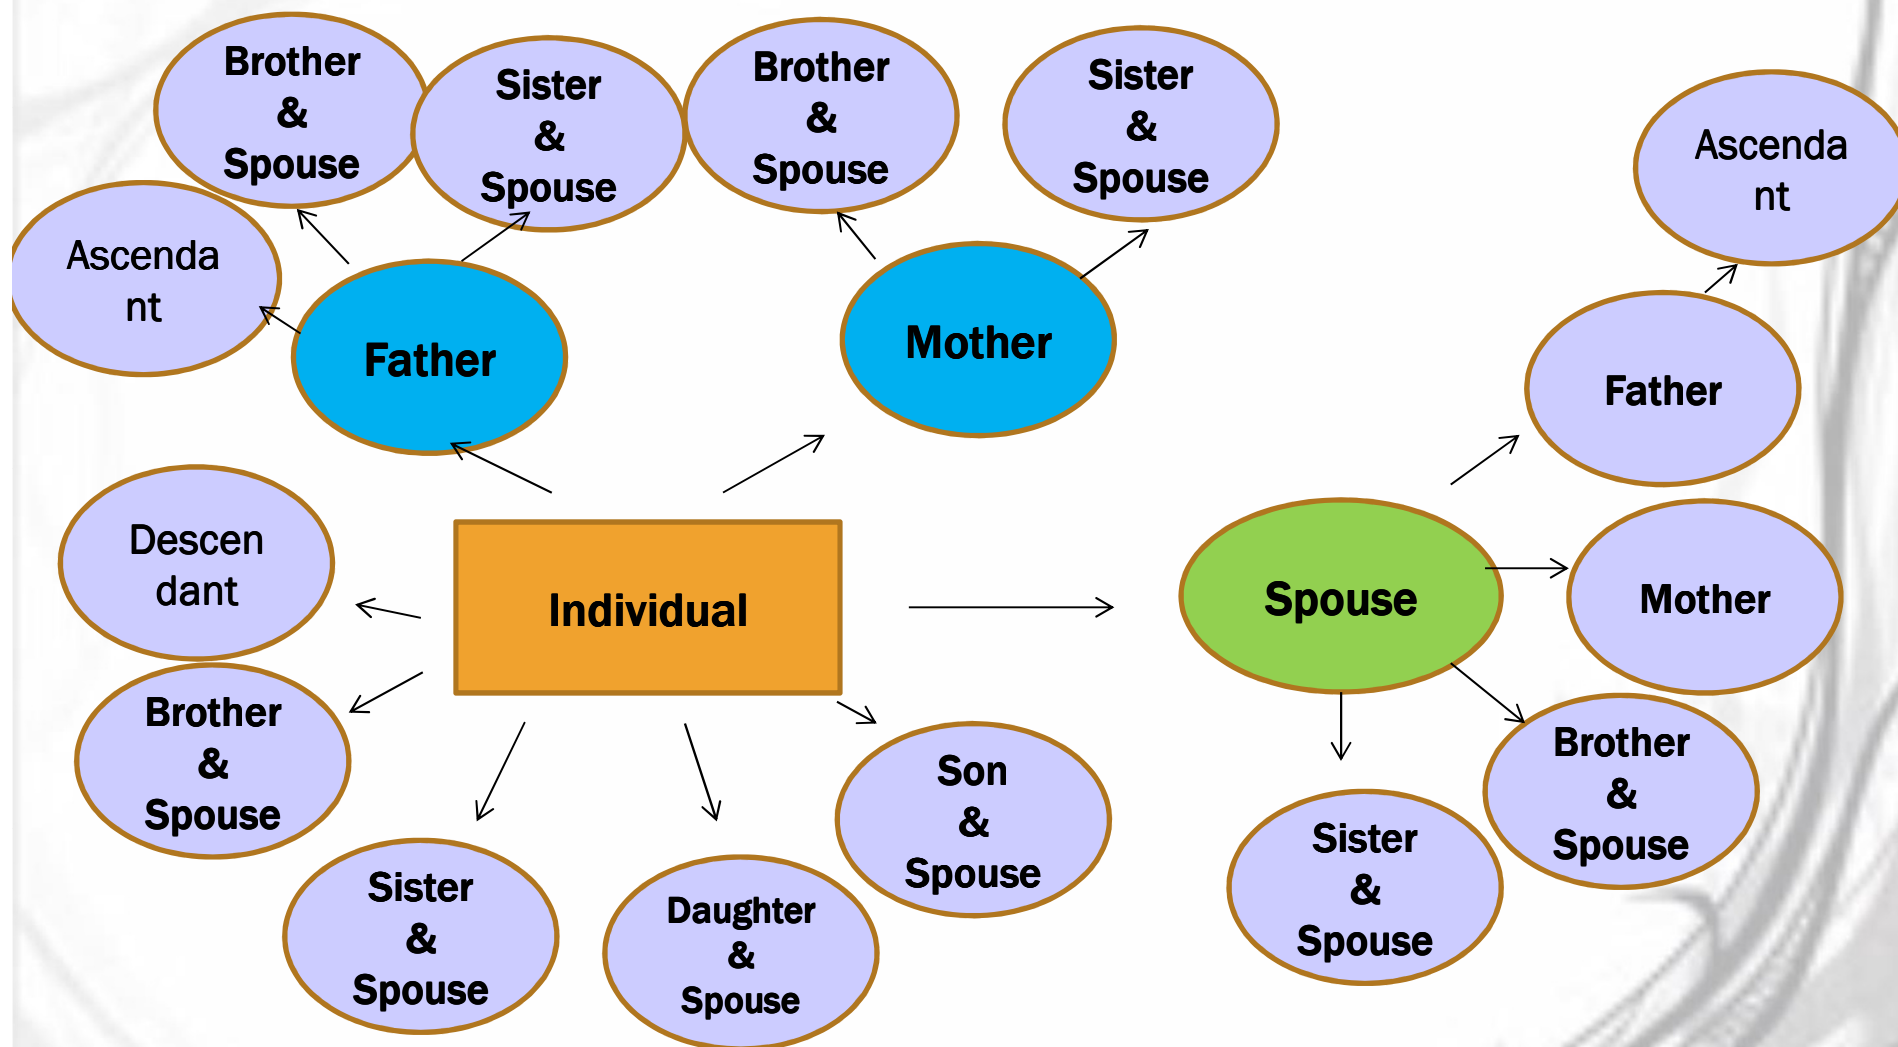 Brother
&
Spouse
Sister
&
Spouse
Brother
&
Spouse
Sister
&
Spouse
Ascenda
nt
Ascenda
nt
Father
Mother
Father
Descen
dant
Individual
Spouse
Mother
Brother
&
Spouse
Son
&
Spouse
Brother
&
Spouse
Sister
&
Spouse
Daughter
&
Spouse
Sister
&
Spouse